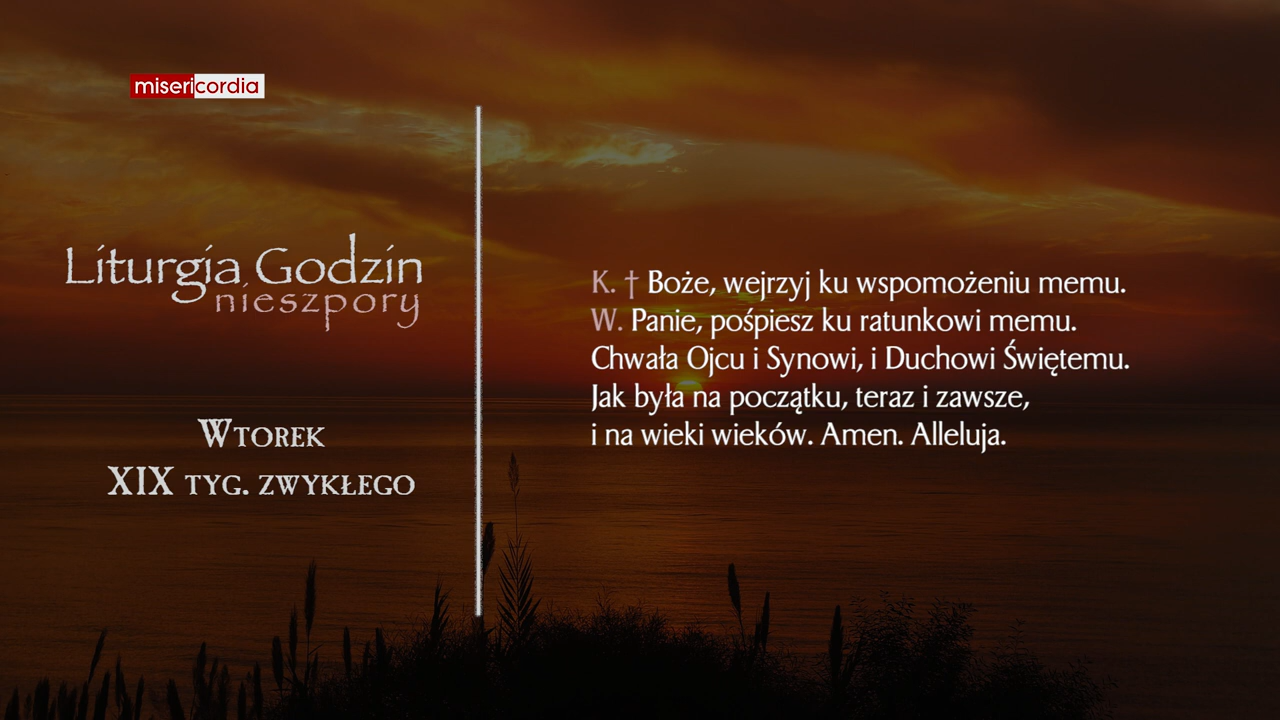 misericordia
Liturgia Godzin
nieszpory
Wtorek
XIX tyg. zwykłego
K. † Boże, wejrzyj ku wspomożeniu memu.
W. Panie, pośpiesz ku ratunkowi memu.
Chwała Ojcu i Synowi, i Duchowi Świętemu.
Jak była na początku, teraz i zawsze,
i na wieki wieków. Amen. Alleluja.